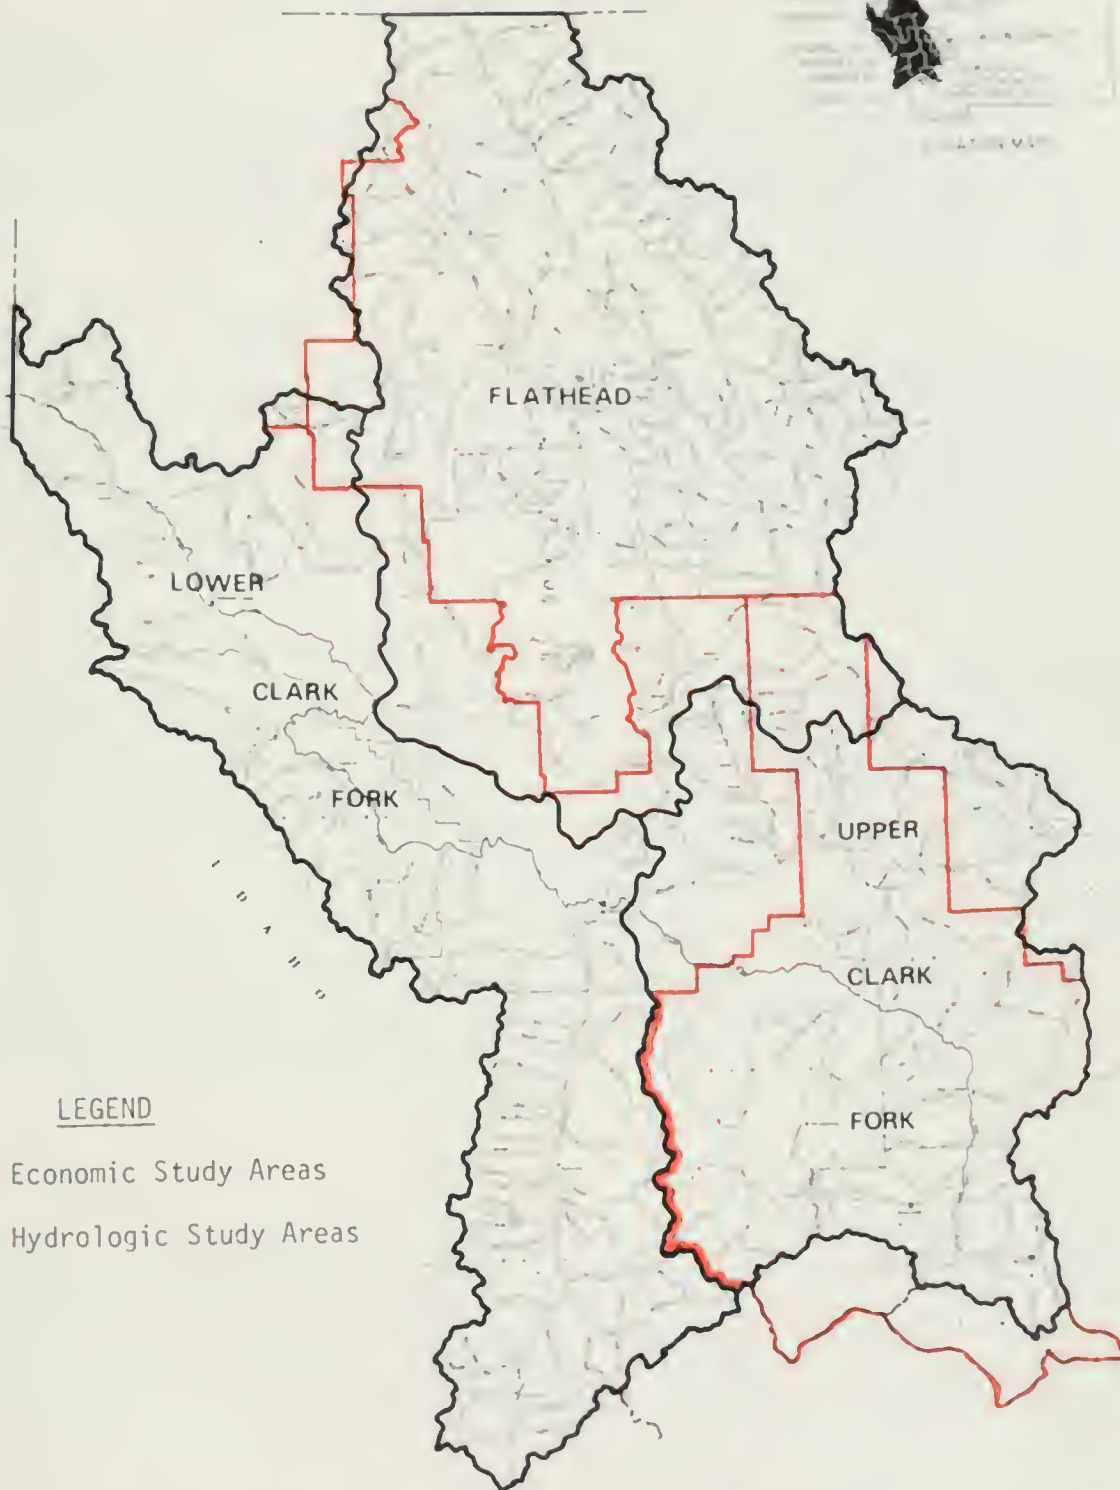 FLATHEAD
LOWER
CLARK
FORK
UPPER
CLARK
FORK
IDAHO
LEGEND
Economic Study Areas
Hydrologic Study Areas